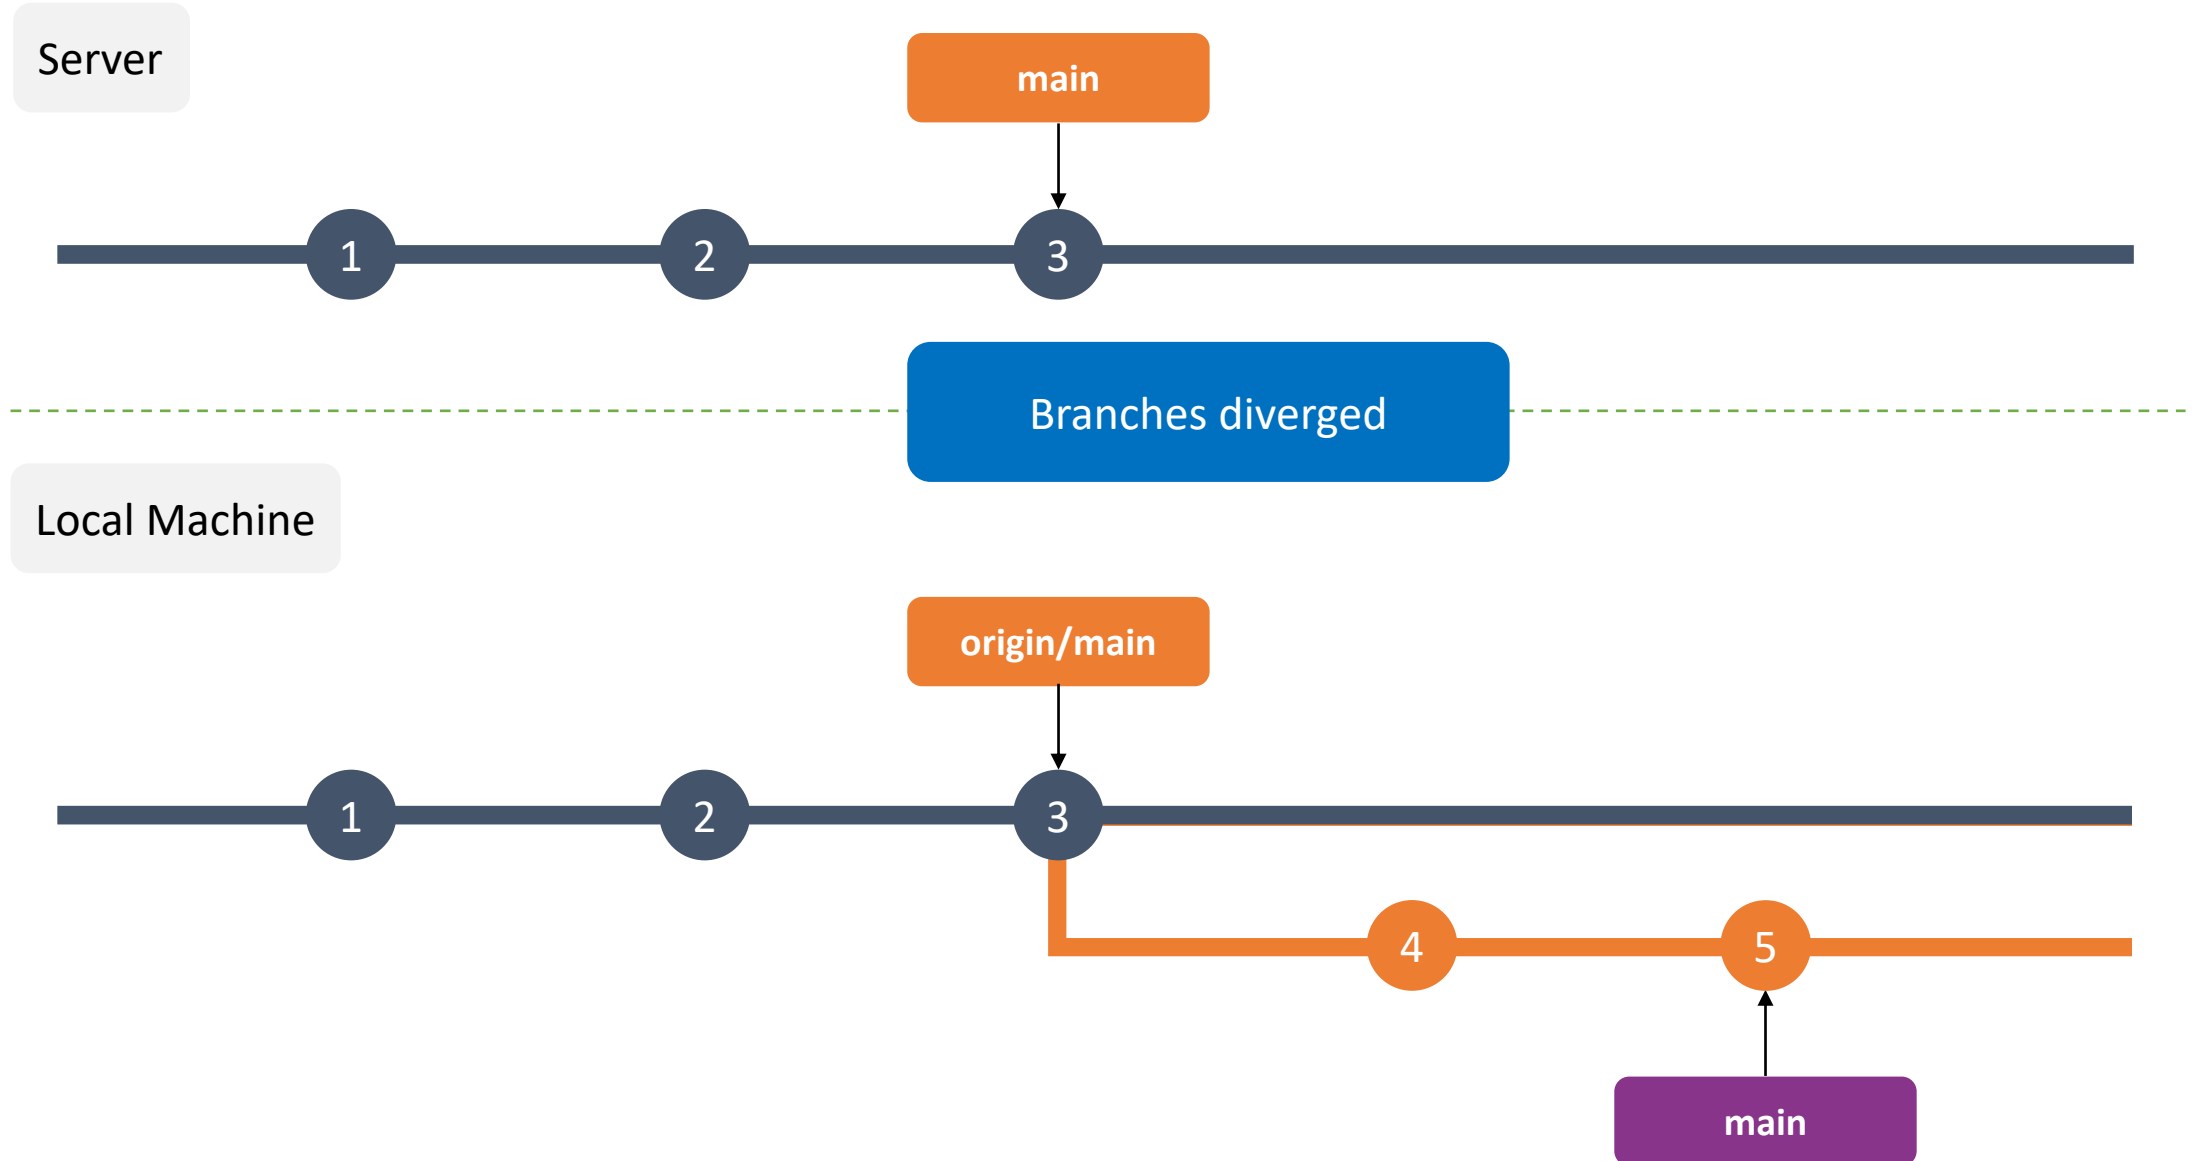 Server
main
1
2
3
Branches diverged
Local Machine
origin/main
1
2
3
4
5
main